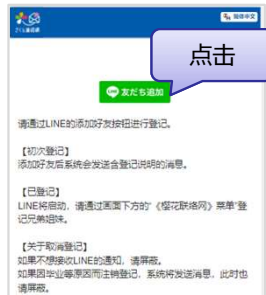 さくら連絡網
简体中文
点击
友だち追加
请通过LINE的添加好友按钮进行登记。
【初次登记】
添加好友后系统会发送含登记说明的消息。
【已登记】
LINE将启动，请通过画面下方的“《樱花联络网》菜单”登
记兄弟姐妹。
【关于取消登记】
如果不想接收LINE的通知，请屏蔽。
如果因毕业等原因而注销登记，系统将发送消息，此时也
请屏蔽。